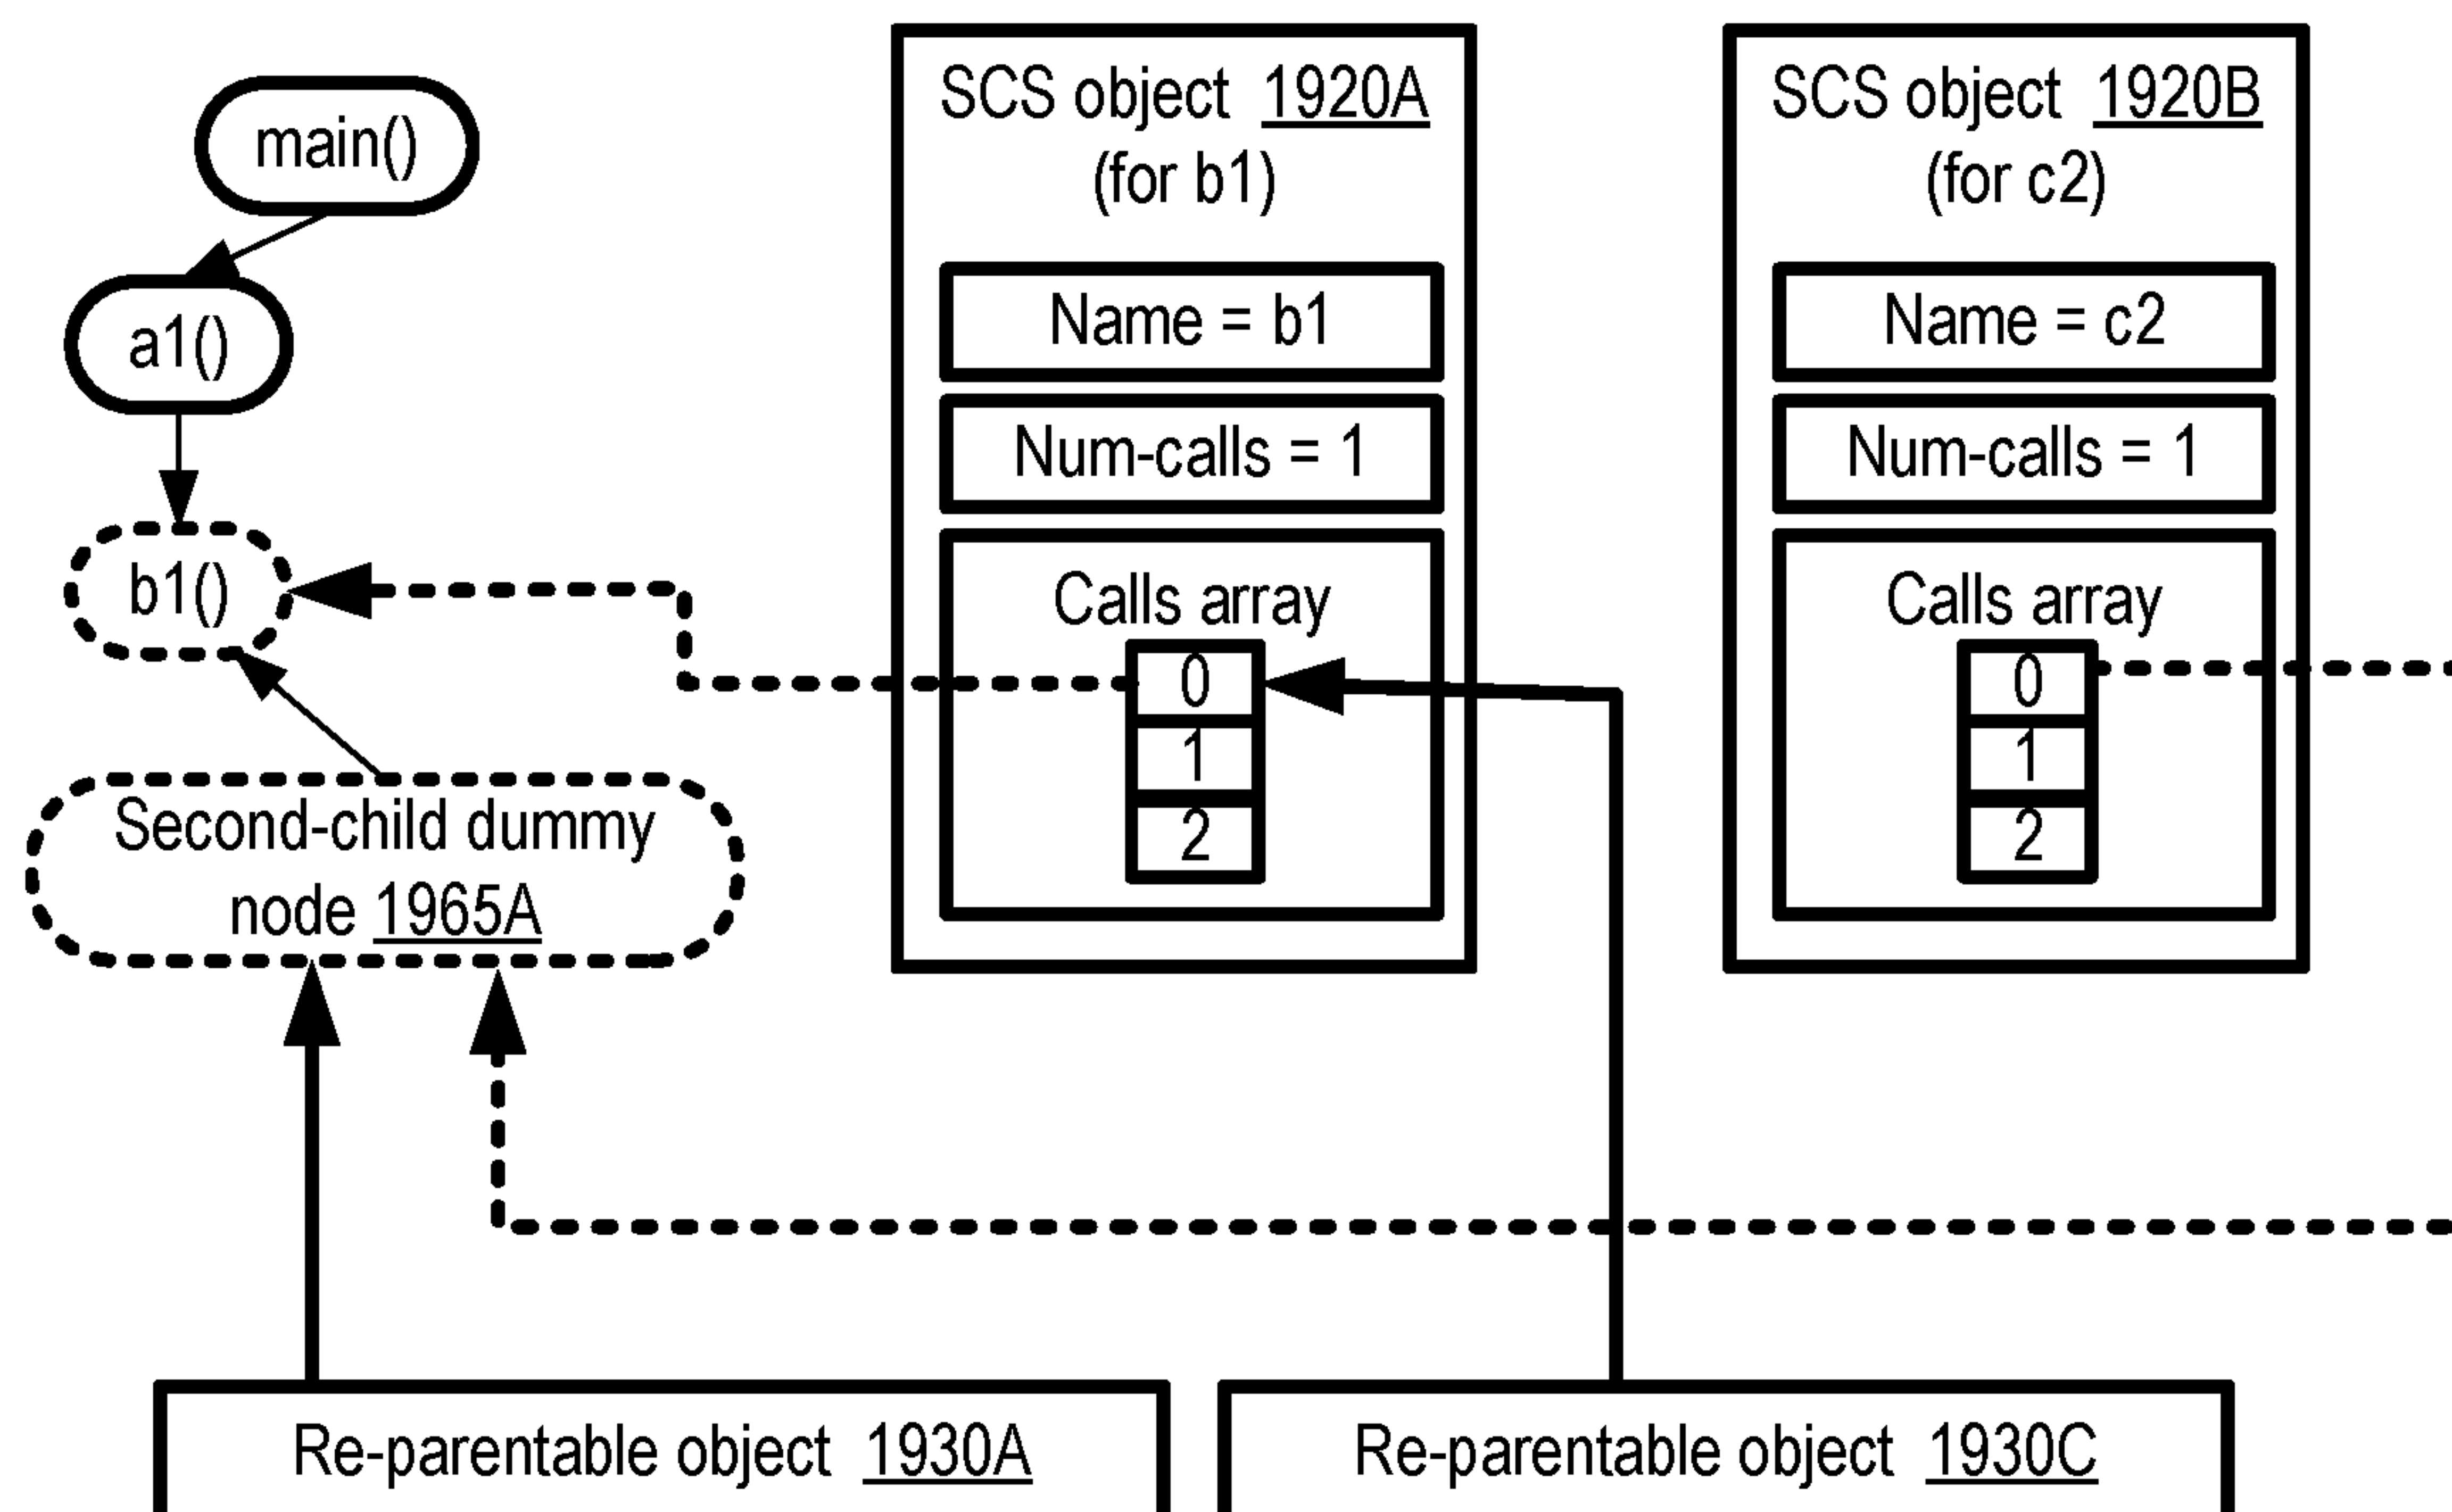 main()
a1()
b1()
Second-child dummy
node 1965A
SCS object 1920A
(for b1)
Name = b1
Num-calls = 1
Calls array
0
1
2
SCS object 1920B
(for c2)
Name = c2
Num-calls = 1
Calls array
0
1
2
Re-parentable object 1930A
Re-parentable object 1930C